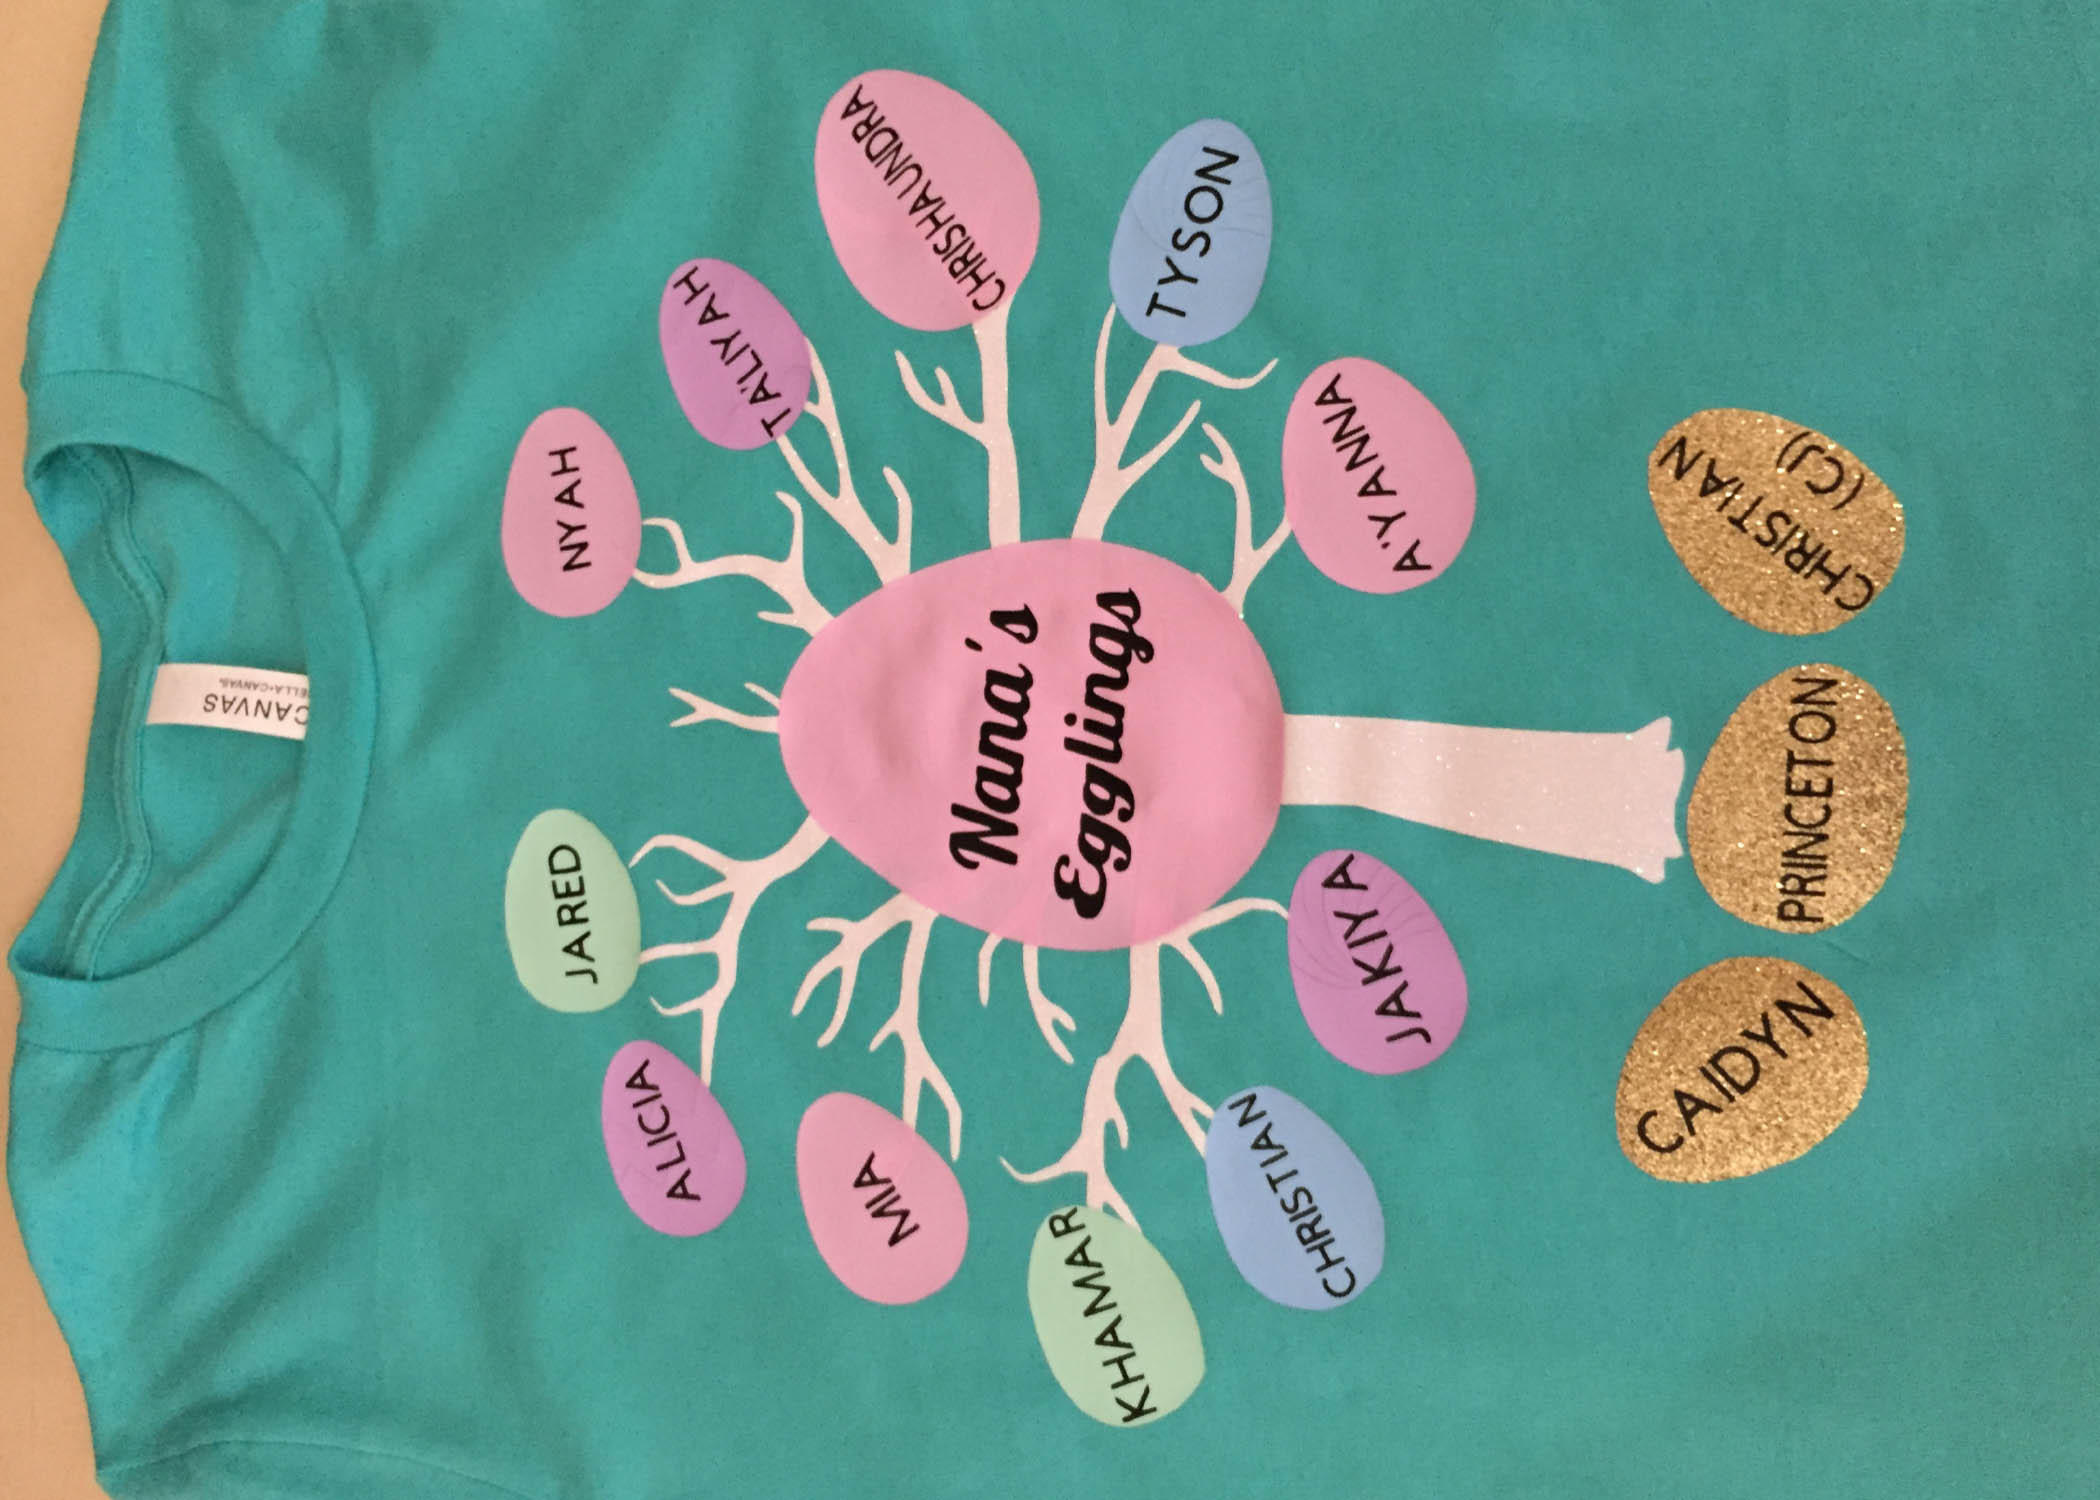 CANVAS
ELLA+CANVAS.
JARED
NYAH
ALICIA
TA'LIYAH
MIA
CHRISHAUNDRA
Nana's
Egglings
KHAMAR
TYSON
CHRISTIAN
JAKIYA
A'YANNA
CAIDYN
PRINCETON
CHRISTIAN
(CJ)